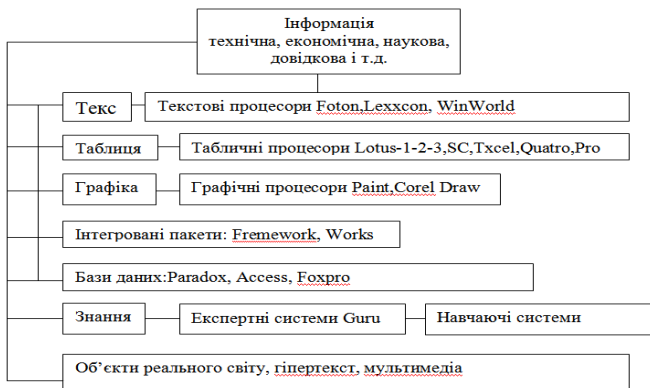 Інформація
технічна, економічна, наукова,
довідкова і т.д.
Текс
Текстові процесори Foton,Lexxcon, WinWorld
Таблиця
Табличні процесори Lotus-1-2-3,SC,Txcel,Quatro,Pro
Графіка
Графічні процесори Paint,Corel Draw
Інтегровані пакети: Fremework, Works
Бази даних:Paradox, Access, Foxpro
Знання
Експертні системи Guru
Навчаючі системи
Об’єкти реального світу, гіпертекст, мультимедіа